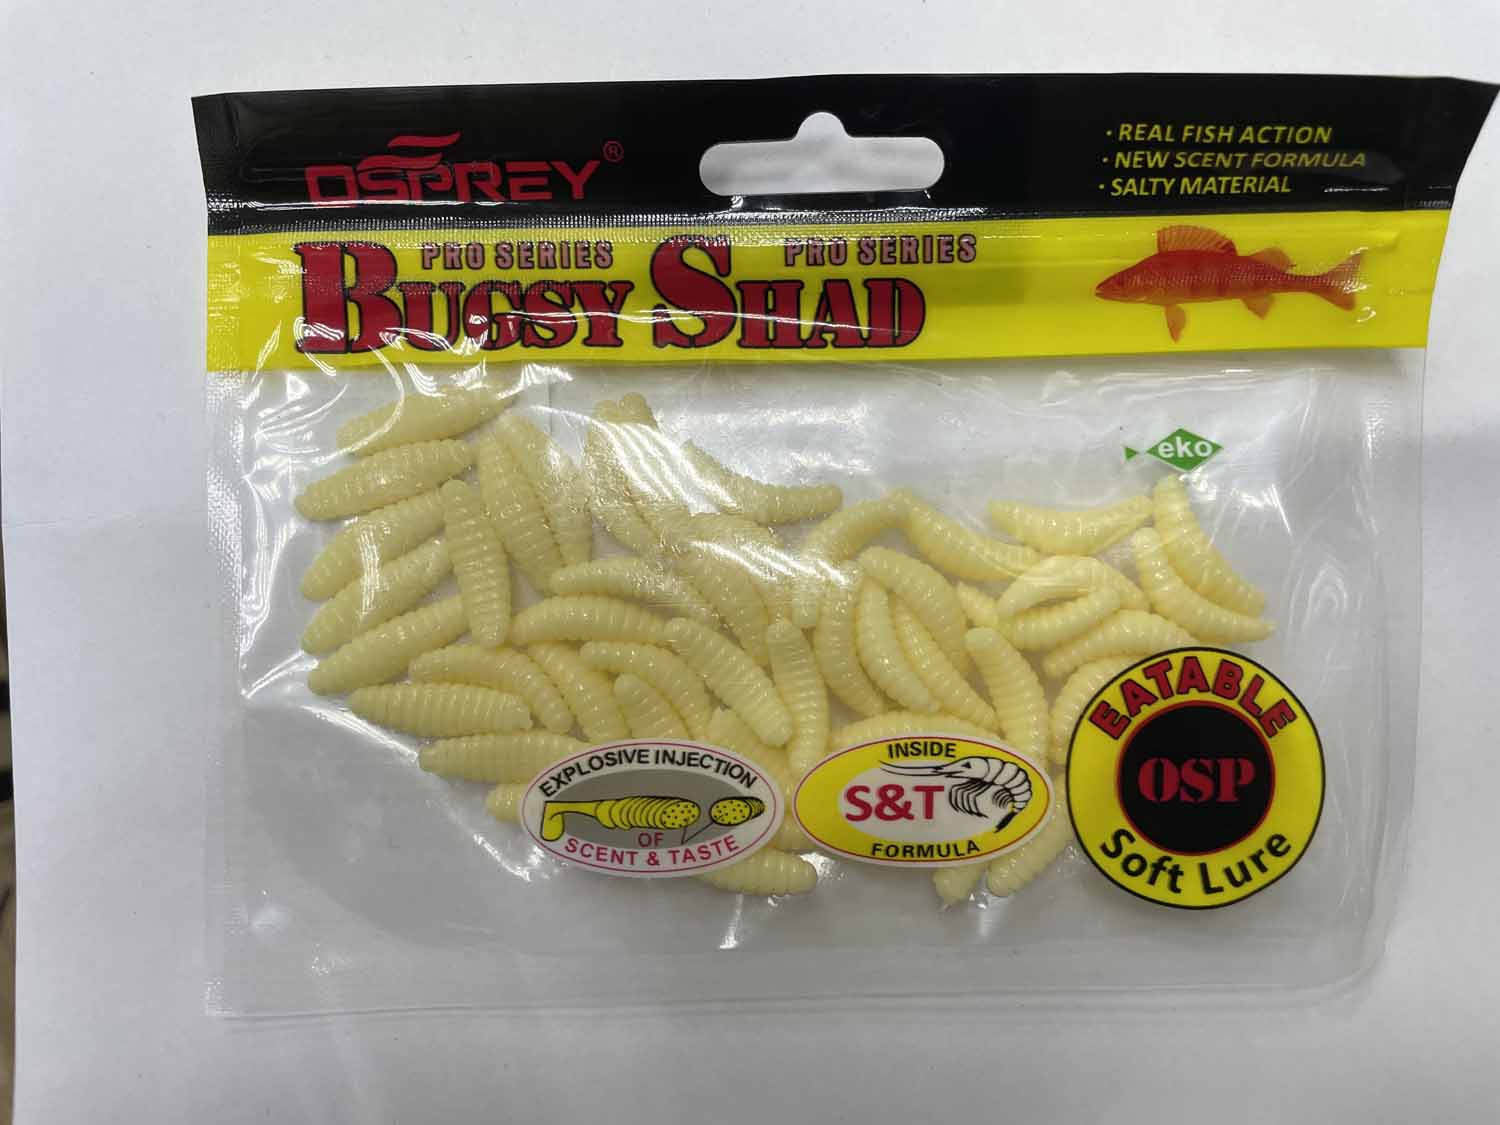 OSPREY®
· REAL FISH ACTION
· NEW SCENT FORMULA
· SALTY MATERIAL
PRO SERIES PRO SERIES
BUGSY SHAD
eko
EXPLOSIVE INJECTION
OF
SCENT & TASTE
INSIDE
S&T
FORMULA
EATABLE
OSP
Soft Lure